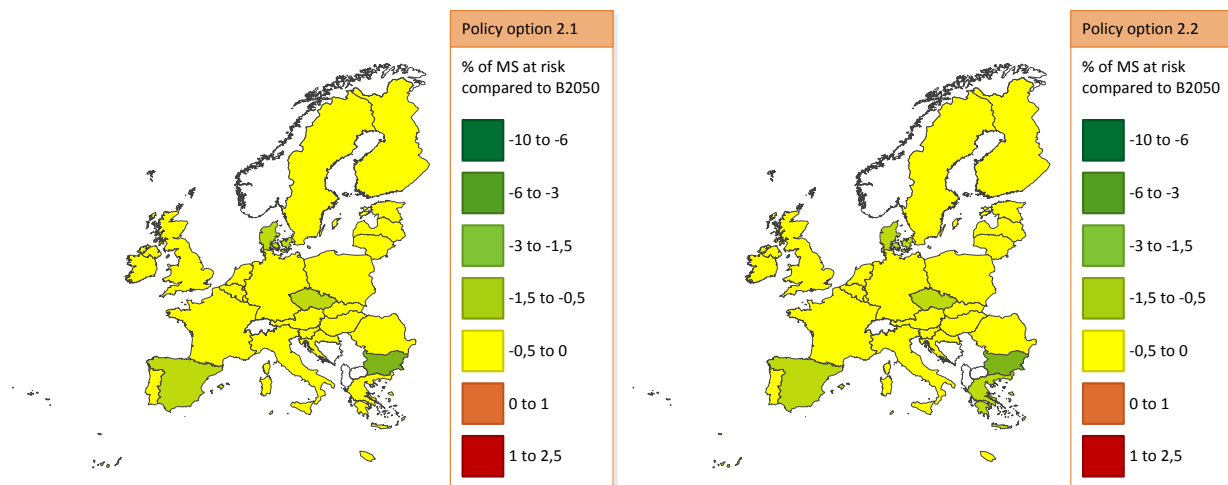 Policy option 2.1
% of MS at risk
compared to B2050
-10 to -6
-6 to -3
-3 to -1,5
-1,5 to -0,5
-0,5 to 0
0 to 1
1 to 2,5
Policy option 2.2
% of MS at risk
compared to B2050
-10 to -6
-6 to -3
-3 to -1,5
-1,5 to -0,5
-0,5 to 0
0 to 1
1 to 2,5